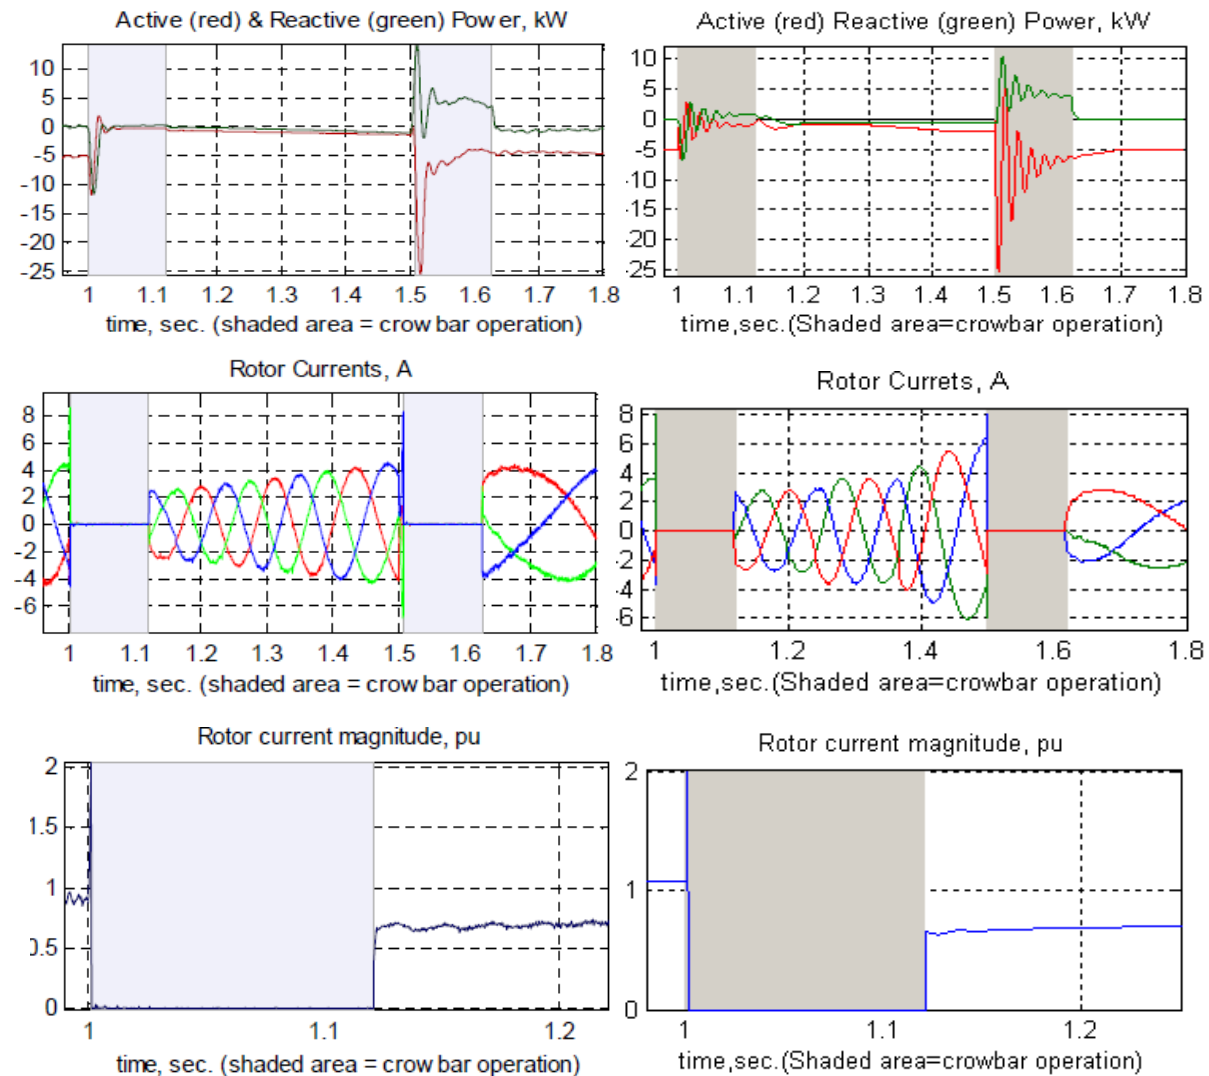 Active (red) & Reactive (green) Power, kW
10
5
0
-5
-10
-15
-20
-25
1 1.1 1.2 1.3 1.4 1.5 1.6 1.7 1.8
time, sec. (shaded area = crow bar operation)
Active (red) Reactive (green) Power, kW
10
5
0
-5
-10
-15
-20
-25
1 1.1 1.2 1.3 1.4 1.5 1.6 1.7 1.8
time,sec.(Shaded area=crowbar operation)
Rotor Currents, A
8
6
4
2
0
-2
-4
-6
1 1.1 1.2 1.3 1.4 1.5 1.6 1.7 1.8
time, sec. (shaded area = crow bar operation)
Rotor Currets, A
8
6
4
2
0
-2
-4
-6
1 1.2 1.4 1.6 1.8
time,sec.(Shaded area=crowbar operation)
Rotor current magnitude, pu
2
1.5
1
0.5
0
1 1.1 1.2
time, sec. (shaded area = crow bar operation)
Rotor current magnitude, pu
2
1
0
1 1.1 1.2
time,sec.(Shaded area=crowbar operation)